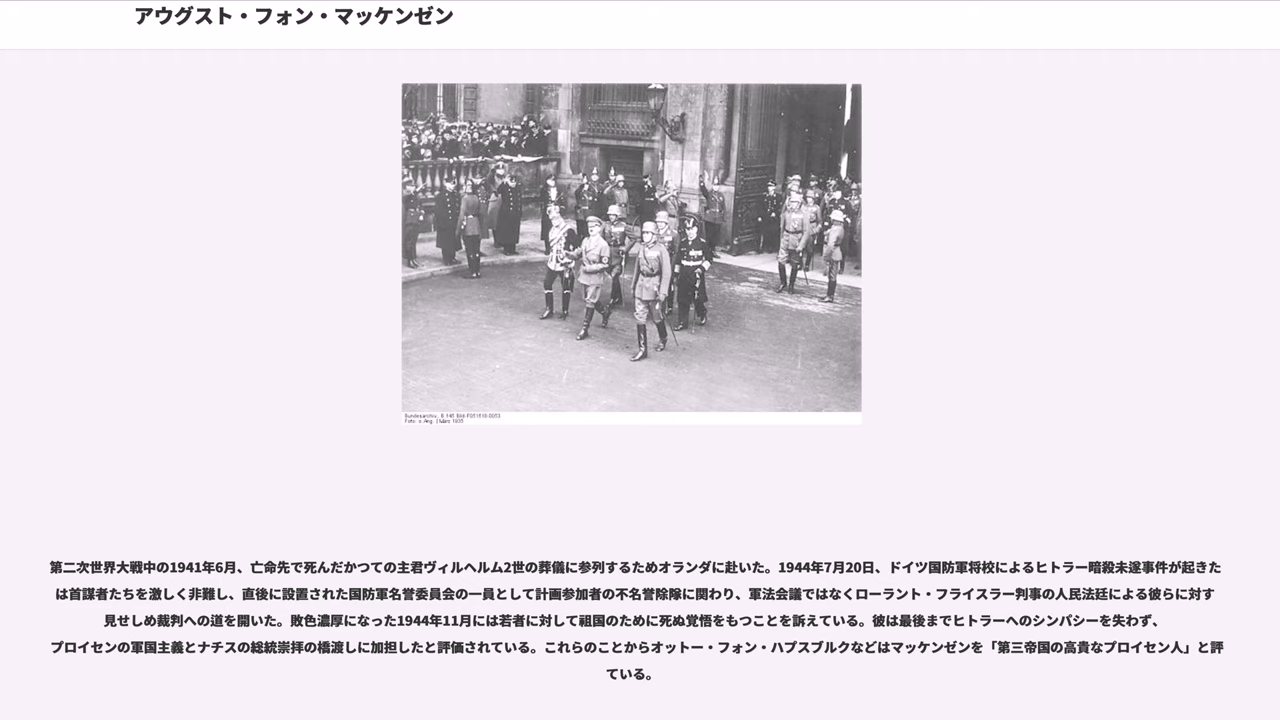 アウグスト・フォン・マッケンゼン
Bundesarchiv, B 145 Bild-F051618-0053
Foto: o.Ang. | März 1935
第二次世界大戦中の1941年6月、亡命先で死んだかつての主君ヴィルヘルム2世の葬儀に参列するためオランダに赴いた。1944年7月20日、ドイツ国防軍将校によるヒトラー暗殺未遂事件が起きた
は首謀者たちを激しく非難し、直後に設置された国防軍名誉委員会の一員として計画参加者の不名誉除隊に関わり、軍法会議ではなくローラント・フライスラー判事の人民法廷による彼らに対す
見せしめ裁判への道を開いた。敗色濃厚になった1944年11月には若者に対して祖国のために死ぬ覚悟をもつことを訴えている。彼は最後までヒトラーへのシンパシーを失わず、
プロイセンの軍国主義とナチスの総統崇拝の橋渡しに加担したと評価されている。これらのことからオットー・フォン・ハプスブルクなどはマッケンゼンを「第三帝国の高貴なプロイセン人」と評
ている。